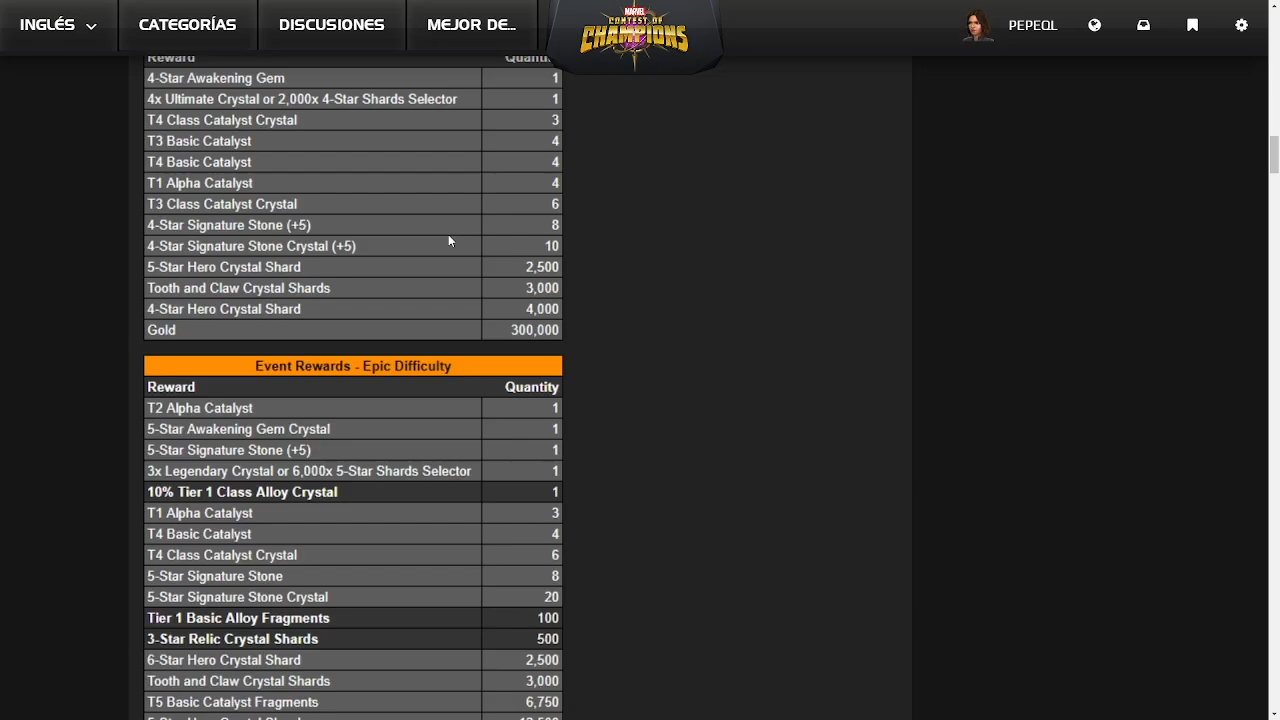 INGLÉS CATEGORÍAS DISCUSIONES MEJOR DE... MARVEL CONTEST OF CHAMPIONS PEPEQL
Reward Quantity
4-Star Awakening Gem 1
4x Ultimate Crystal or 2,000x 4-Star Shards Selector 1
T4 Class Catalyst Crystal 3
T3 Basic Catalyst 4
T4 Basic Catalyst 4
T1 Alpha Catalyst 4
T3 Class Catalyst Crystal 6
4-Star Signature Stone (+5) 8
4-Star Signature Stone Crystal (+5) 10
5-Star Hero Crystal Shard 2,500
Tooth and Claw Crystal Shards 3,000
4-Star Hero Crystal Shard 4,000
Gold 300,000
Event Rewards - Epic Difficulty
Reward Quantity
T2 Alpha Catalyst 1
5-Star Awakening Gem Crystal 1
5-Star Signature Stone (+5) 1
3x Legendary Crystal or 6,000x 5-Star Shards Selector 1
10% Tier 1 Class Alloy Crystal 1
T1 Alpha Catalyst 3
T4 Basic Catalyst 4
T4 Class Catalyst Crystal 6
5-Star Signature Stone 8
5-Star Signature Stone Crystal 20
Tier 1 Basic Alloy Fragments 100
3-Star Relic Crystal Shards 500
6-Star Hero Crystal Shard 2,500
Tooth and Claw Crystal Shards 3,000
T5 Basic Catalyst Fragments 6,750